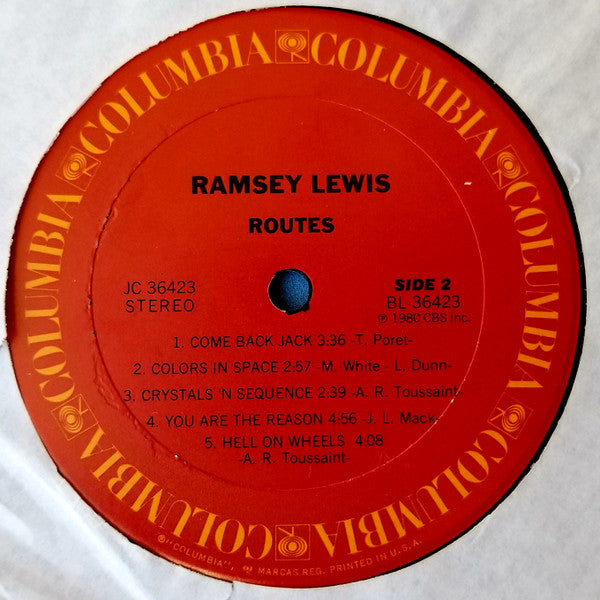 COLUMBIA COLUMBIA COLUMBIA COLUMBIA COLUMBIA COLUMBIA
RAMSEY LEWIS
ROUTES
JC 36423
STEREO
SIDE 2
BL 36423
℗ 1980 CBS Inc.
1. COME BACK JACK 3:36 -T. Poret-
2. COLORS IN SPACE 2:57 -M. White - L. Dunn-
3. CRYSTALS 'N SEQUENCE 2:39 -A. R. Toussaint-
4. YOU ARE THE REASON 4:56 -J. L. Mack-
5. HELL ON WHEELS 4:08
-A. R. Toussaint-
®"COLUMBIA", MARCAS REG. PRINTED IN U.S.A.